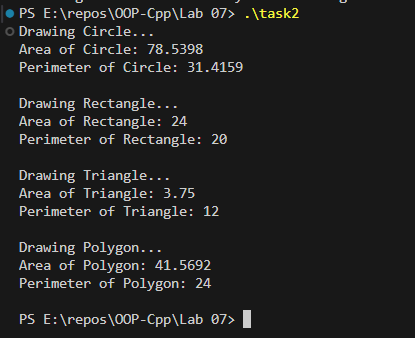 PS E:\repos\OOP-Cpp\Lab 07> .\task2
Drawing Circle...
Area of Circle: 78.5398
Perimeter of Circle: 31.4159
Drawing Rectangle...
Area of Rectangle: 24
Perimeter of Rectangle: 20
Drawing Triangle...
Area of Triangle: 3.75
Perimeter of Triangle: 12
Drawing Polygon...
Area of Polygon: 41.5692
Perimeter of Polygon: 24
PS E:\repos\OOP-Cpp\Lab 07>